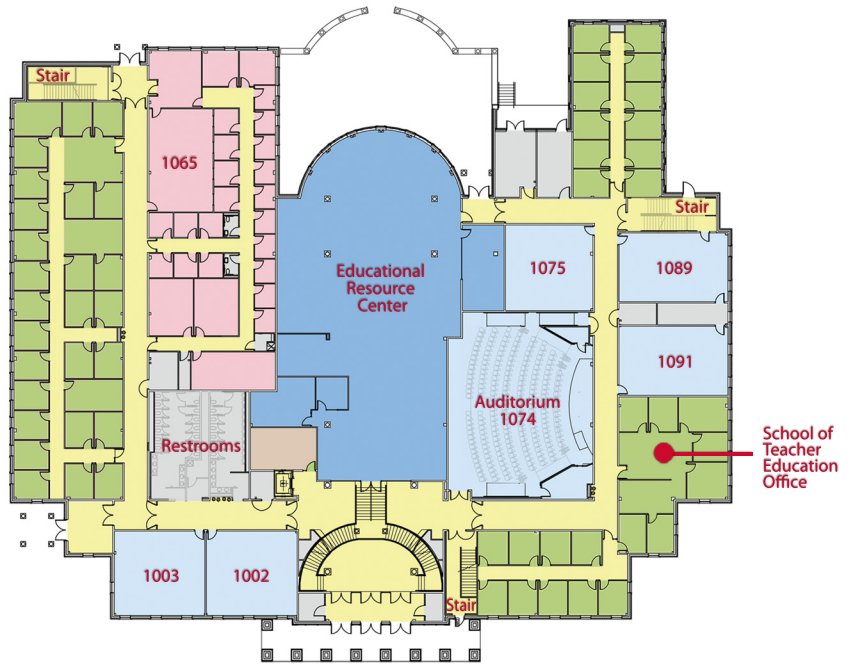 Stair
1065
Stair
Educational
Resource
Center
1075
1089
1091
Auditorium
1074
Restrooms
School of
Teacher
Education
Office
1003
1002
Stair